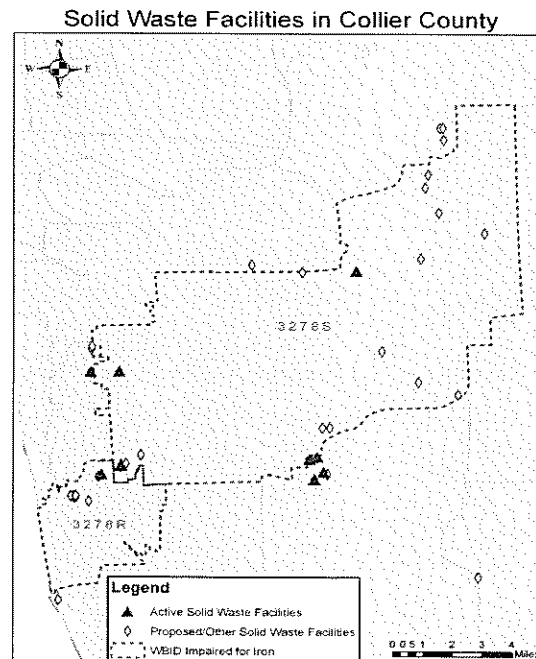 Solid Waste Facilities in Collier County
N
W E
S
3278S
3278R
Legend
Active Solid Waste Facilities
Proposed/Other Solid Waste Facilities
WBID Impaired for Iron
0 0.5 1 2 3 4
Miles